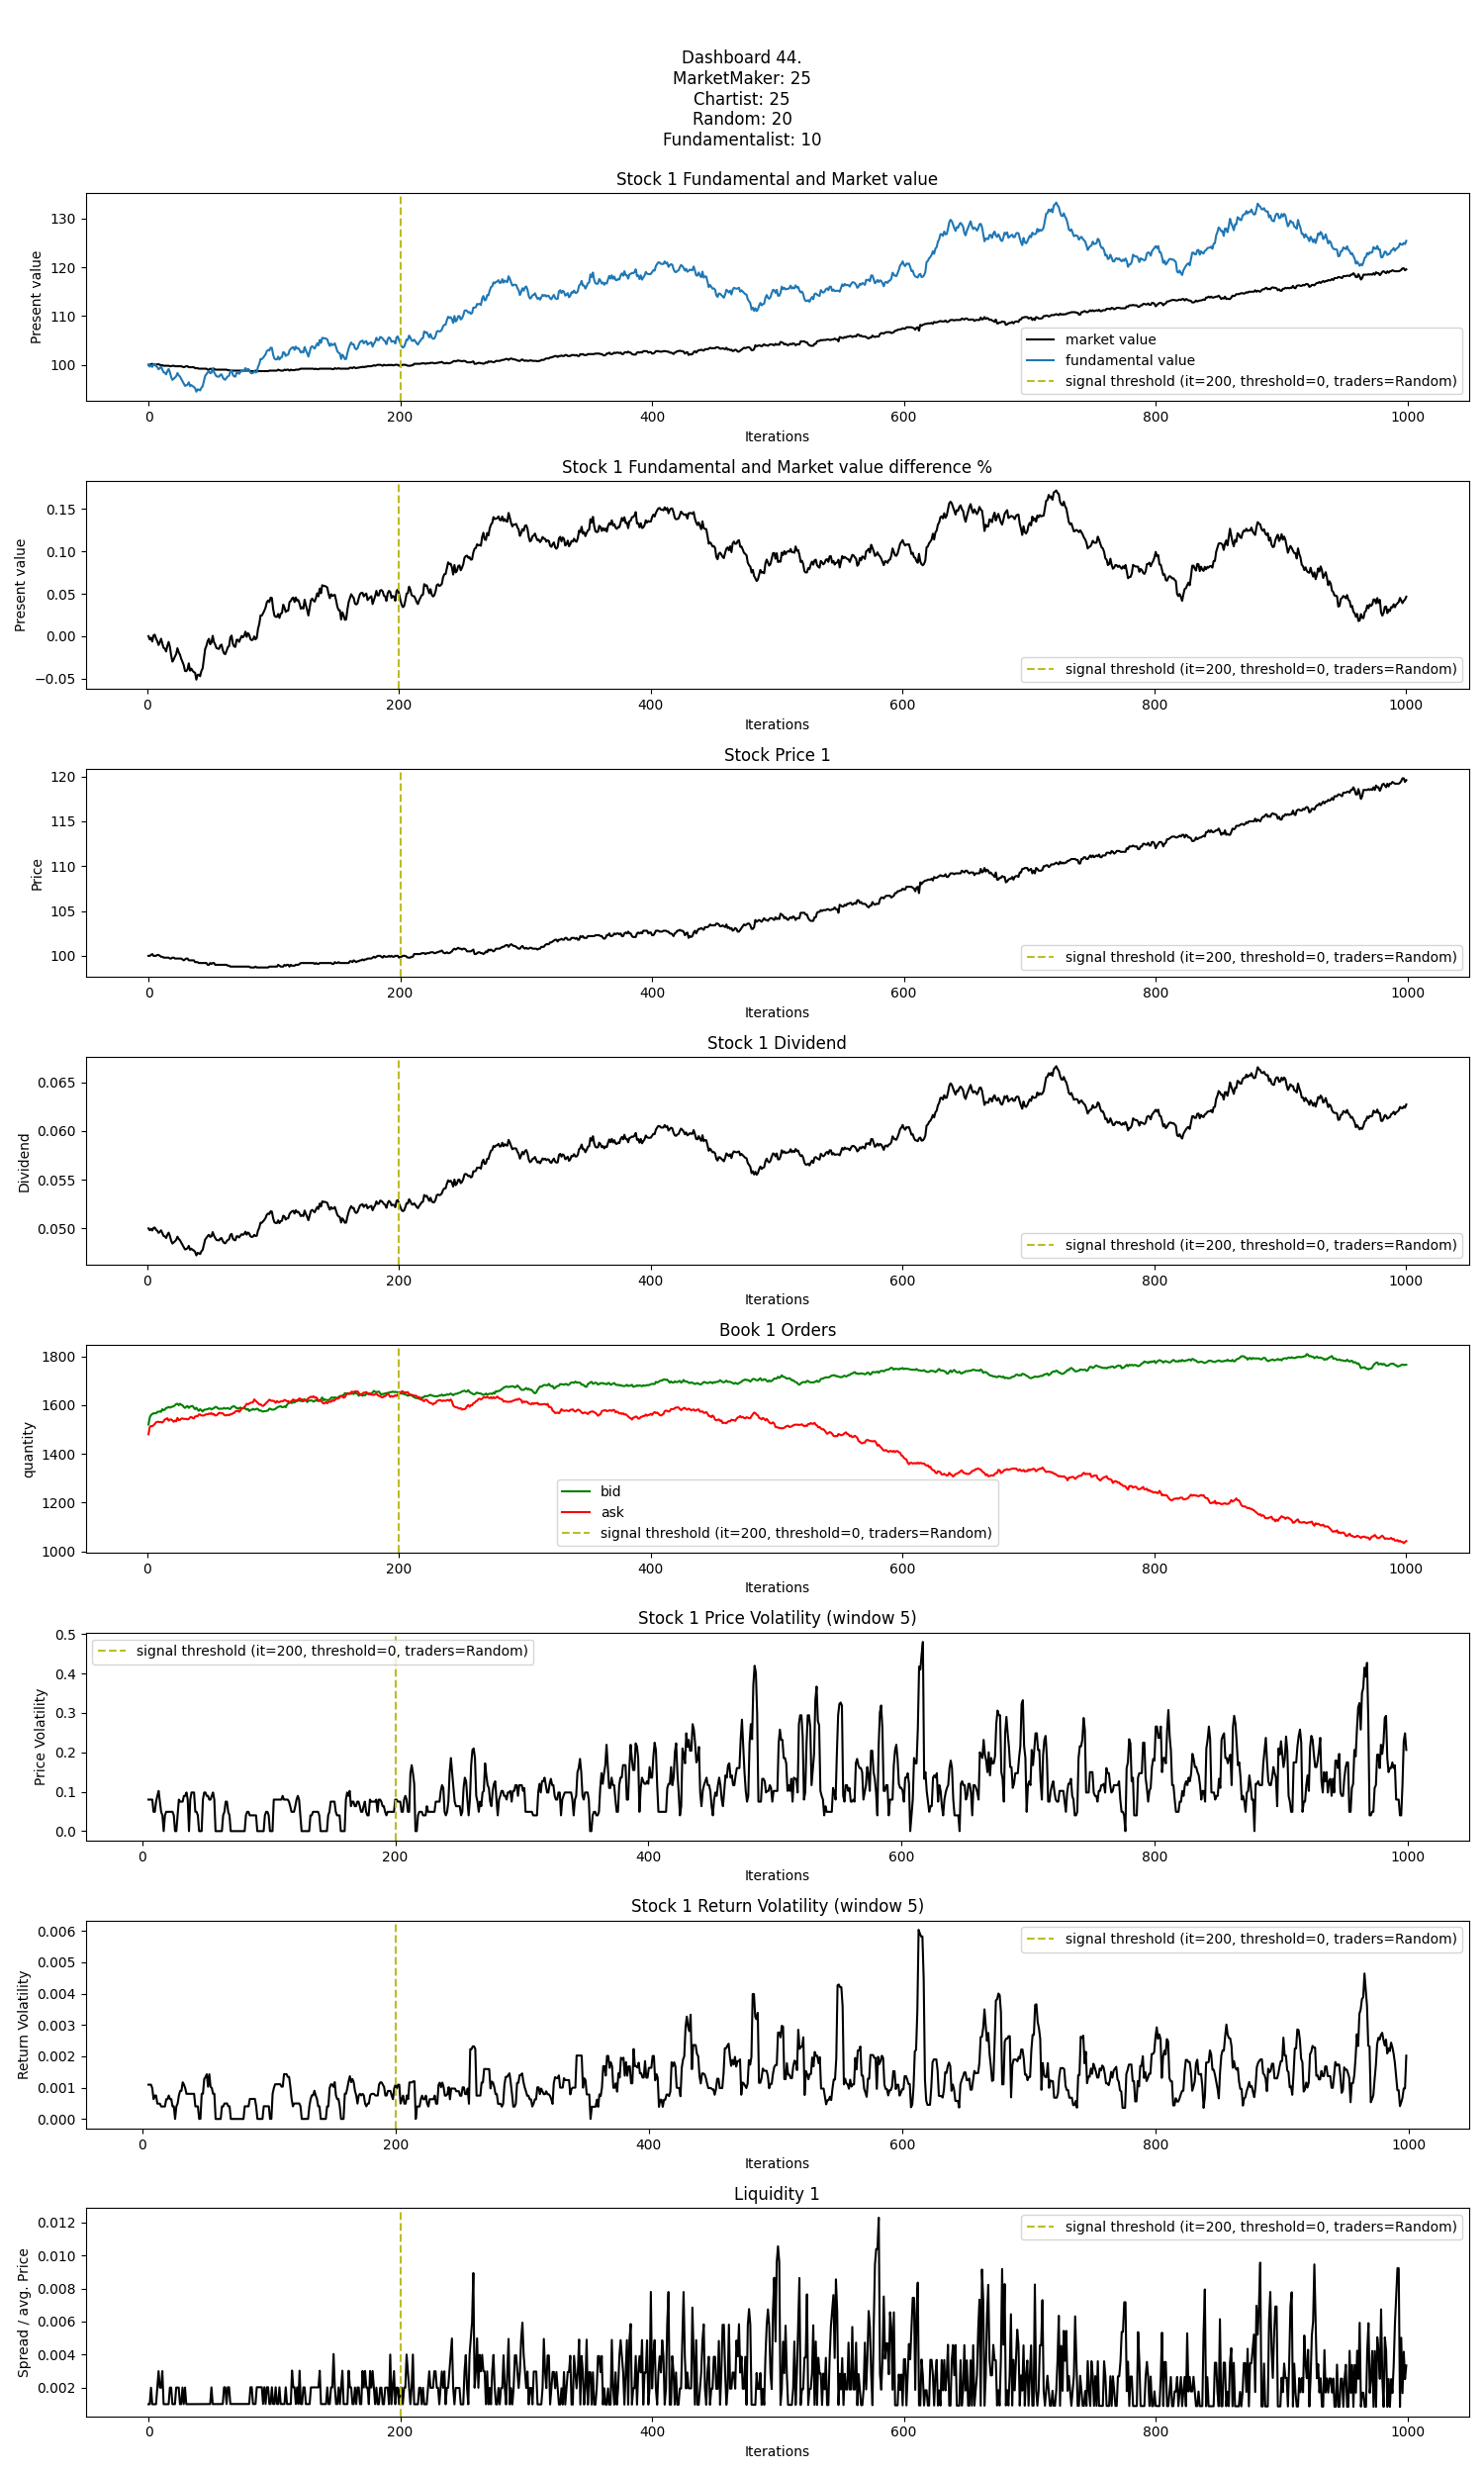 Dashboard 44.
MarketMaker: 25
Chartist: 25
Random: 20
Fundamentalist: 10
Stock 1 Fundamental and Market value
Present value
130
120
110
100
market value
fundamental value
signal threshold (it=200, threshold=0, traders=Random)
0 200 400 600 800 1000
Iterations
Stock 1 Fundamental and Market value difference %
Present value
0.15
0.10
0.05
0.00
−0.05
signal threshold (it=200, threshold=0, traders=Random)
0 200 400 600 800 1000
Iterations
Stock Price 1
Price
120
115
110
105
100
signal threshold (it=200, threshold=0, traders=Random)
0 200 400 600 800 1000
Iterations
Stock 1 Dividend
Dividend
0.065
0.060
0.055
0.050
signal threshold (it=200, threshold=0, traders=Random)
0 200 400 600 800 1000
Iterations
Book 1 Orders
quantity
1800
1600
1400
1200
1000
bid
ask
signal threshold (it=200, threshold=0, traders=Random)
0 200 400 600 800 1000
Iterations
Stock 1 Price Volatility (window 5)
Price Volatility
0.5
0.4
0.3
0.2
0.1
0.0
signal threshold (it=200, threshold=0, traders=Random)
0 200 400 600 800 1000
Iterations
Stock 1 Return Volatility (window 5)
Return Volatility
0.006
0.005
0.004
0.003
0.002
0.001
0.000
signal threshold (it=200, threshold=0, traders=Random)
0 200 400 600 800 1000
Iterations
Liquidity 1
Spread / avg. Price
0.012
0.010
0.008
0.006
0.004
0.002
signal threshold (it=200, threshold=0, traders=Random)
0 200 400 600 800 1000
Iterations